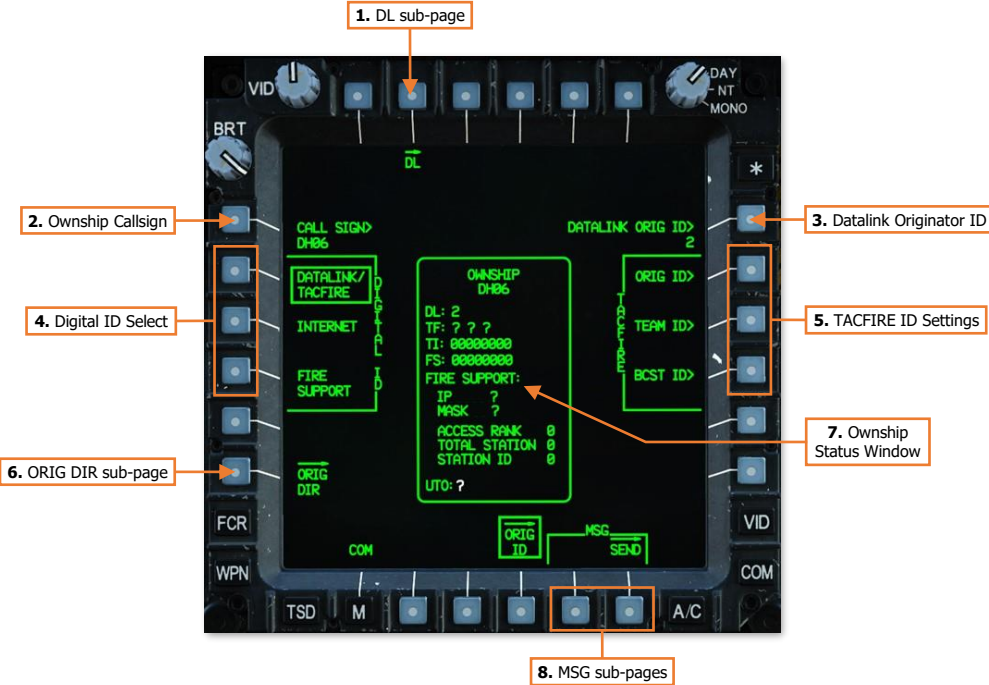 1. DL sub-page
VID
DAY
NT
MONO
BRT
*
DL
2. Ownship Callsign
3. Datalink Originator ID
CALL SIGN>
DH06
DATALINK ORIG ID>
2
DATALINK/
TACFIRE
INTERNET
FIRE
SUPPORT
DIGITAL ID
4. Digital ID Select
OWNSHIP
DH06
DL: 2
TF: ? ? ?
TI: 00000000
FS: 00000000
FIRE SUPPORT:
IP ?
MASK ?
ACCESS RANK 0
TOTAL STATION 0
STATION ID 0
UTO: ?
TACFIRE
ORIG ID>
TEAM ID>
BCST ID>
5. TACFIRE ID Settings
7. Ownship
Status Window
6. ORIG DIR sub-page
ORIG
DIR
FCR
VID
COM
ORIG
ID
MSG
SEND
WPN
COM
TSD
M
A/C
8. MSG sub-pages